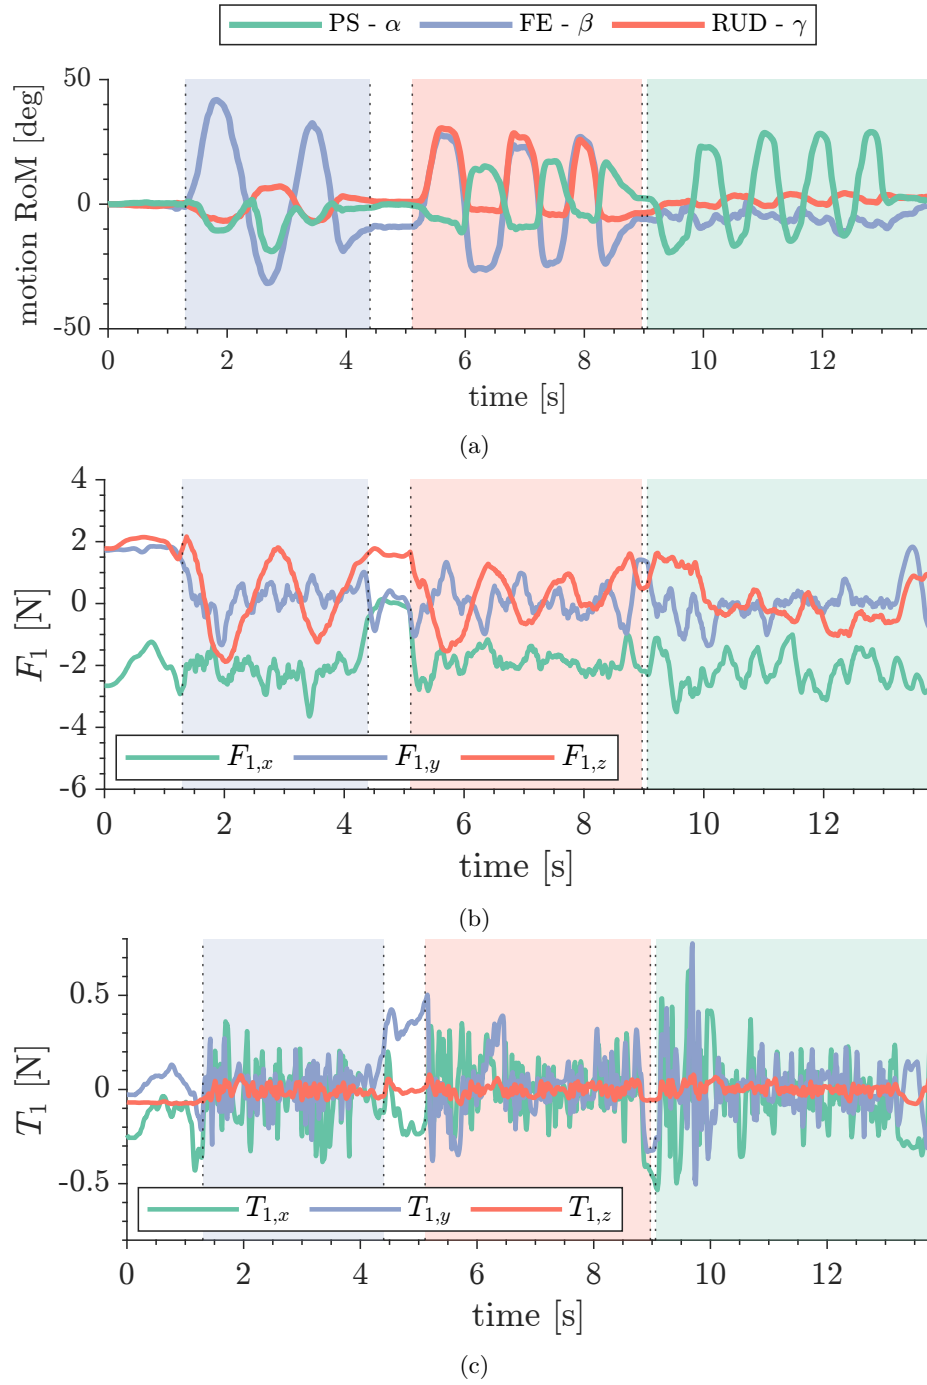 PS - α FE - β RUD - γ
motion RoM [deg]
50
0
-50
0 2 4 6 8 10 12
time [s]
(a)
F₁ [N]
4
2
0
-2
-4
-6
F₁,ₓ F₁,y F₁,z
0 2 4 6 8 10 12
time [s]
(b)
T₁ [N]
0.5
0
-0.5
T₁,ₓ T₁,y T₁,z
0 2 4 6 8 10 12
time [s]
(c)